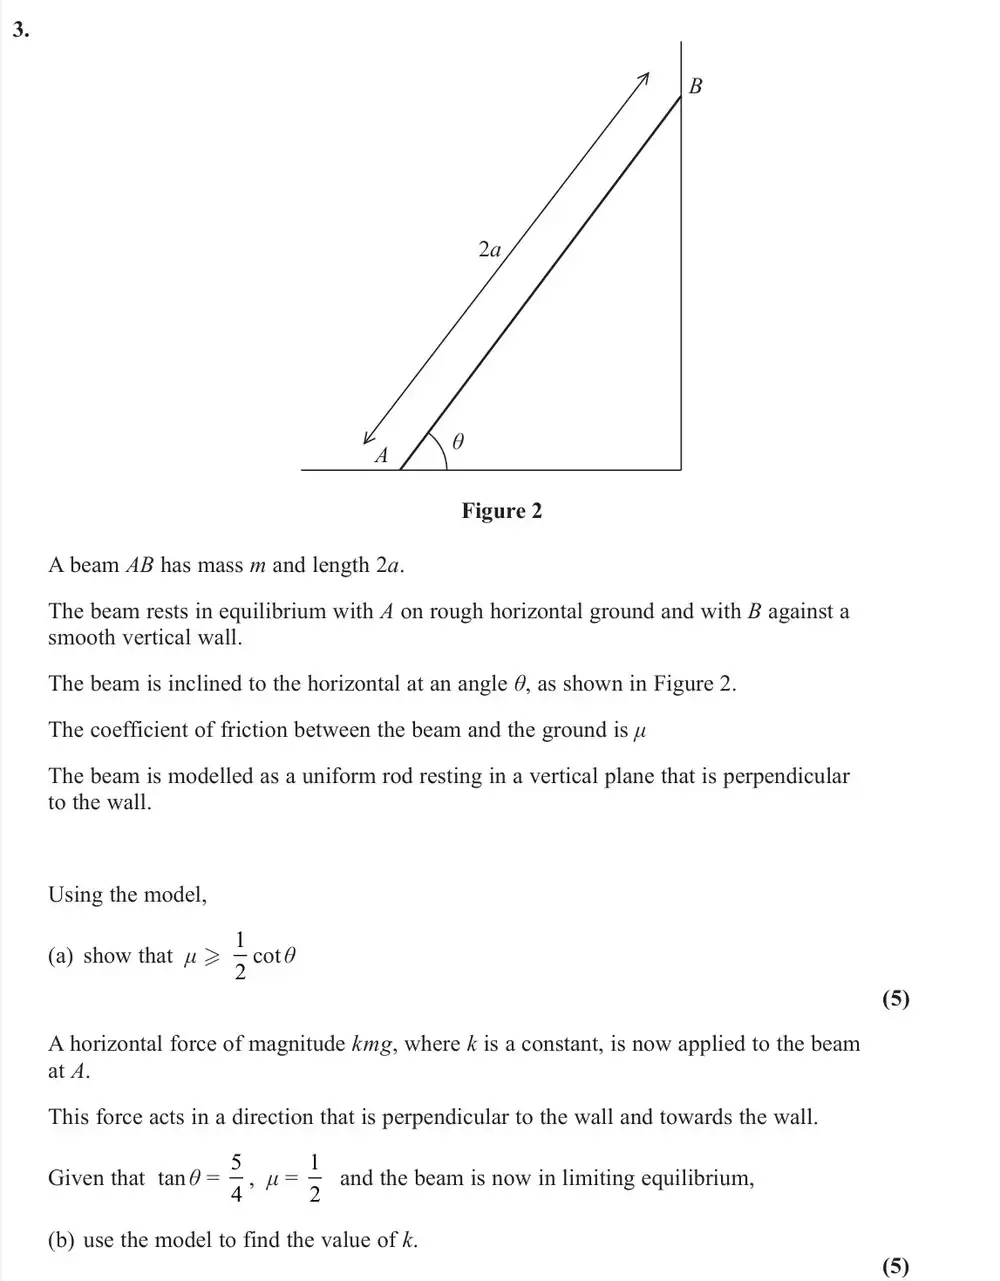 3.
B
2a
θ
A
Figure 2
A beam AB has mass m and length 2a.
The beam rests in equilibrium with A on rough horizontal ground and with B against a
smooth vertical wall.
The beam is inclined to the horizontal at an angle θ, as shown in Figure 2.
The coefficient of friction between the beam and the ground is μ
The beam is modelled as a uniform rod resting in a vertical plane that is perpendicular
to the wall.
Using the model,
(a) show that μ ⩾ 1/2 cot θ
(5)
A horizontal force of magnitude kmg, where k is a constant, is now applied to the beam
at A.
This force acts in a direction that is perpendicular to the wall and towards the wall.
Given that tan θ = 5/4, μ = 1/2 and the beam is now in limiting equilibrium,
(b) use the model to find the value of k.
(5)